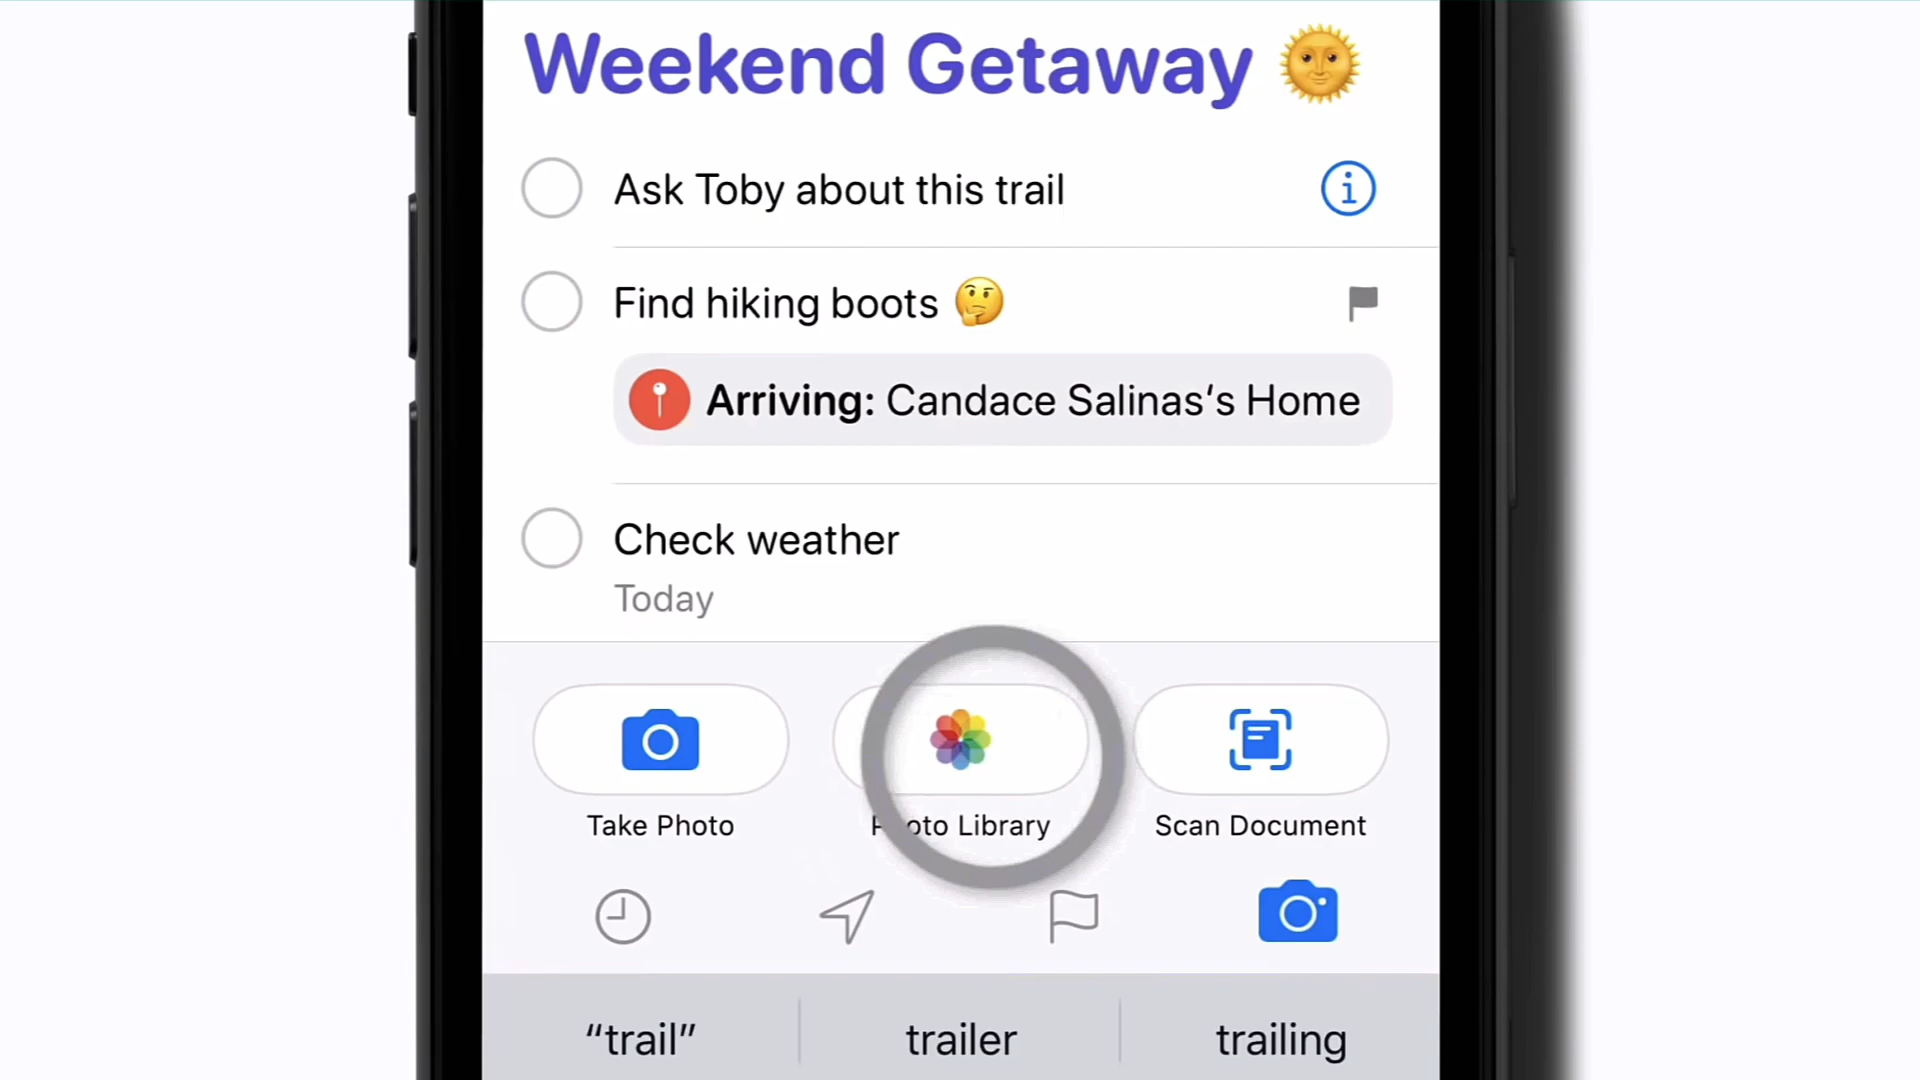 Weekend Getaway 🌞
Ask Toby about this trail
Find hiking boots 🤔
Arriving: Candace Salinas’s Home
Check weather
Today
Take Photo
Photo Library
Scan Document
“trail”
trailer
trailing